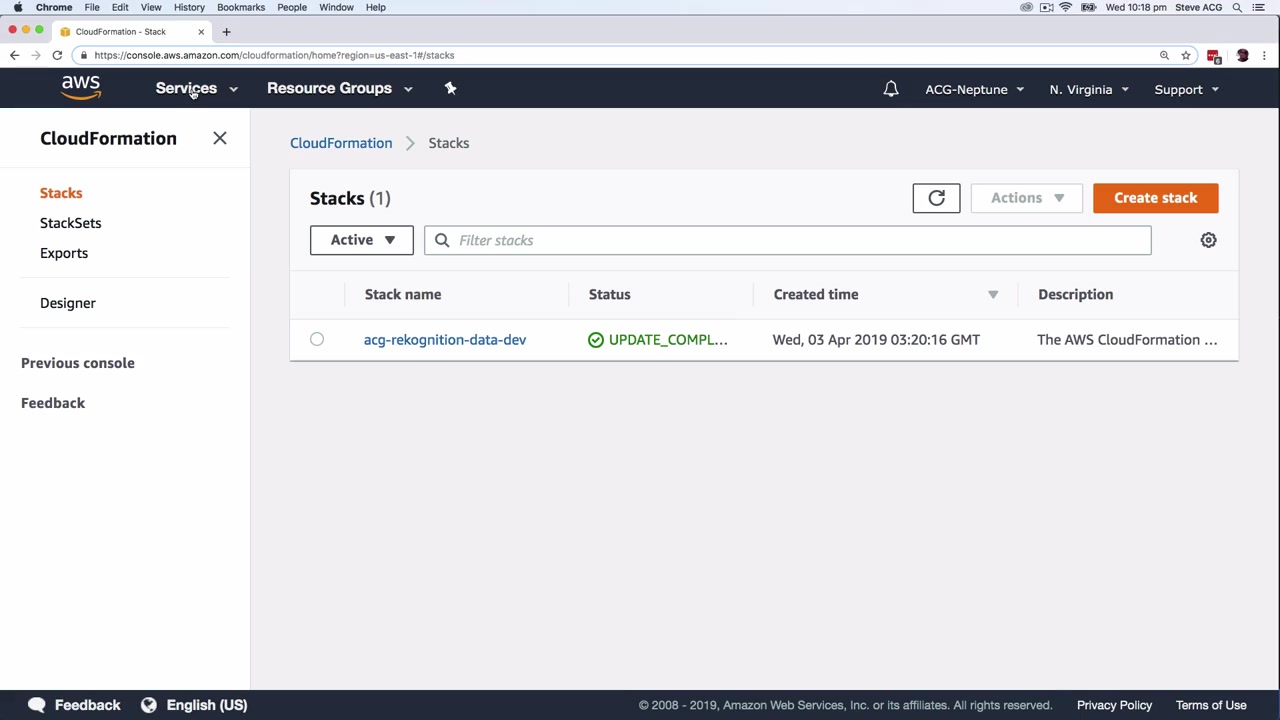 Chrome File Edit View History Bookmarks People Window Help Wed 10:18 pm Steve ACG
CloudFormation - Stack
https://console.aws.amazon.com/cloudformation/home?region=us-east-1#/stacks
aws Services Resource Groups ACG-Neptune N. Virginia Support
CloudFormation
Stacks
StackSets
Exports
Designer
Previous console
Feedback
CloudFormation Stacks
Stacks (1) Actions Create stack
Active Filter stacks
Stack name Status Created time Description
acg-rekognition-data-dev UPDATE_COMPL... Wed, 03 Apr 2019 03:20:16 GMT The AWS CloudFormation ...
Feedback English (US) © 2008 - 2019, Amazon Web Services, Inc. or its affiliates. All rights reserved. Privacy Policy Terms of Use